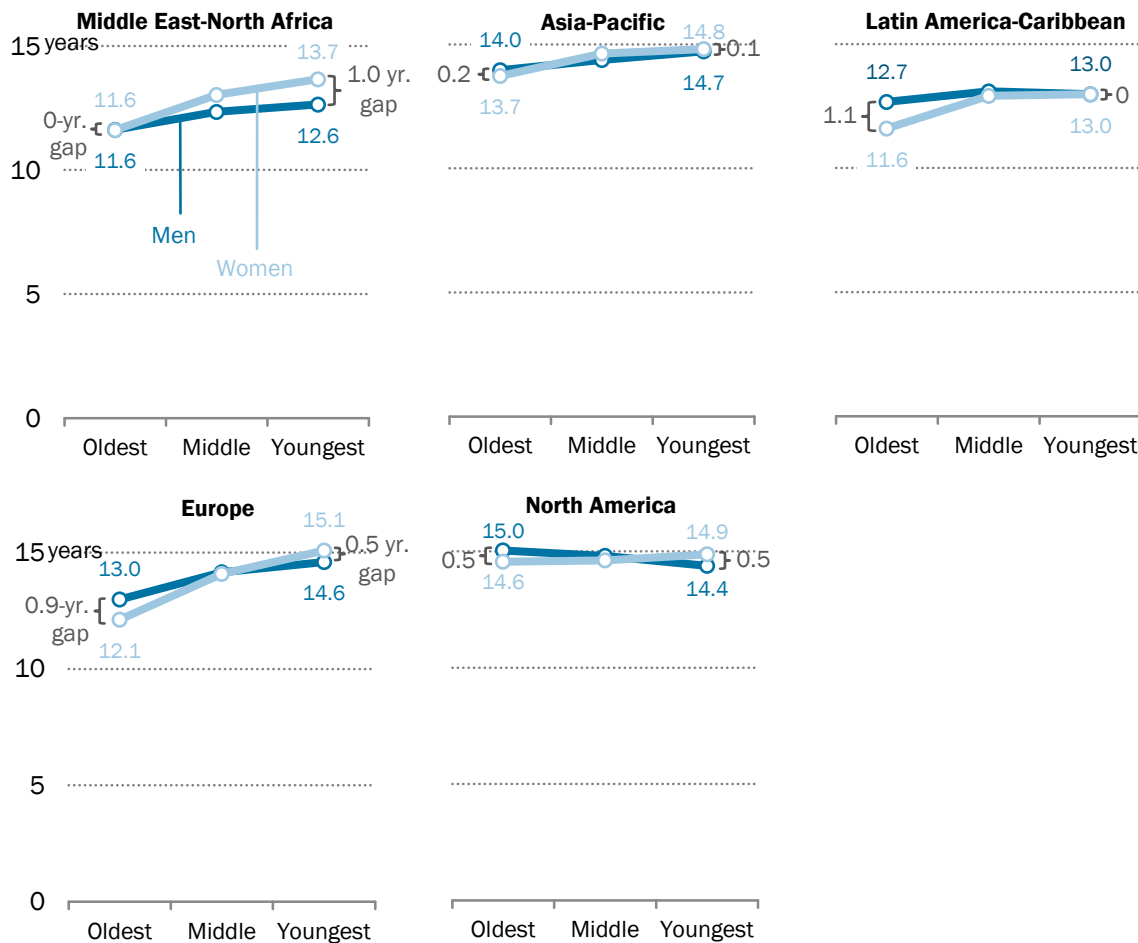 Middle East-North Africa
15 years
13.7
11.6
1.0 yr.
gap
0-yr.
gap
12.6
11.6
10
Men
Women
5
0
Oldest Middle Youngest
Asia-Pacific
14.0
14.8
0.1
0.2
13.7
14.7
Oldest Middle Youngest
Latin America-Caribbean
12.7
13.0
0
1.1
13.0
11.6
Oldest Middle Youngest
Europe
15.1
15 years
0.5 yr.
gap
13.0
14.6
0.9-yr.
gap
12.1
10
5
0
Oldest Middle Youngest
North America
15.0
14.9
0.5
0.5
14.6
14.4
Oldest Middle Youngest